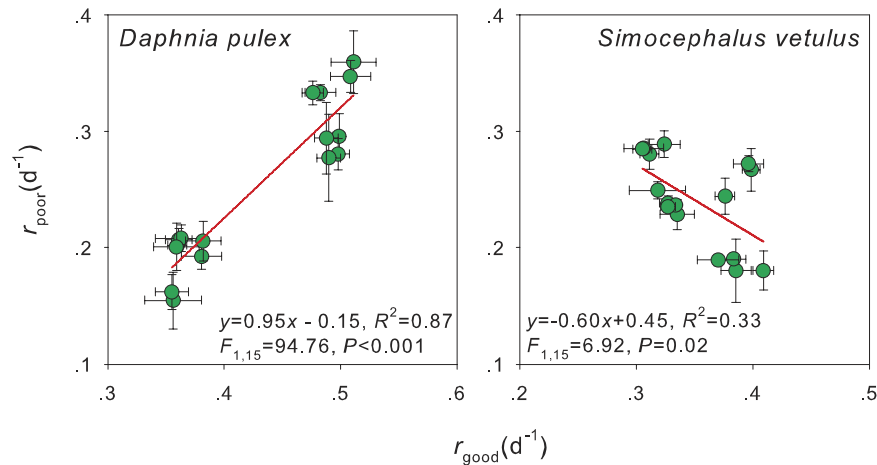 Daphnia pulex
Simocephalus vetulus
.4
.3
.2
.1
r_poor(d⁻¹)
y=0.95x - 0.15, R²=0.87
F₁,₁₅=94.76, P<0.001
.3 .4 .5 .6
.4
.3
.2
.1
y=-0.60x+0.45, R²=0.33
F₁,₁₅=6.92, P=0.02
.2 .3 .4 .5
r_good(d⁻¹)